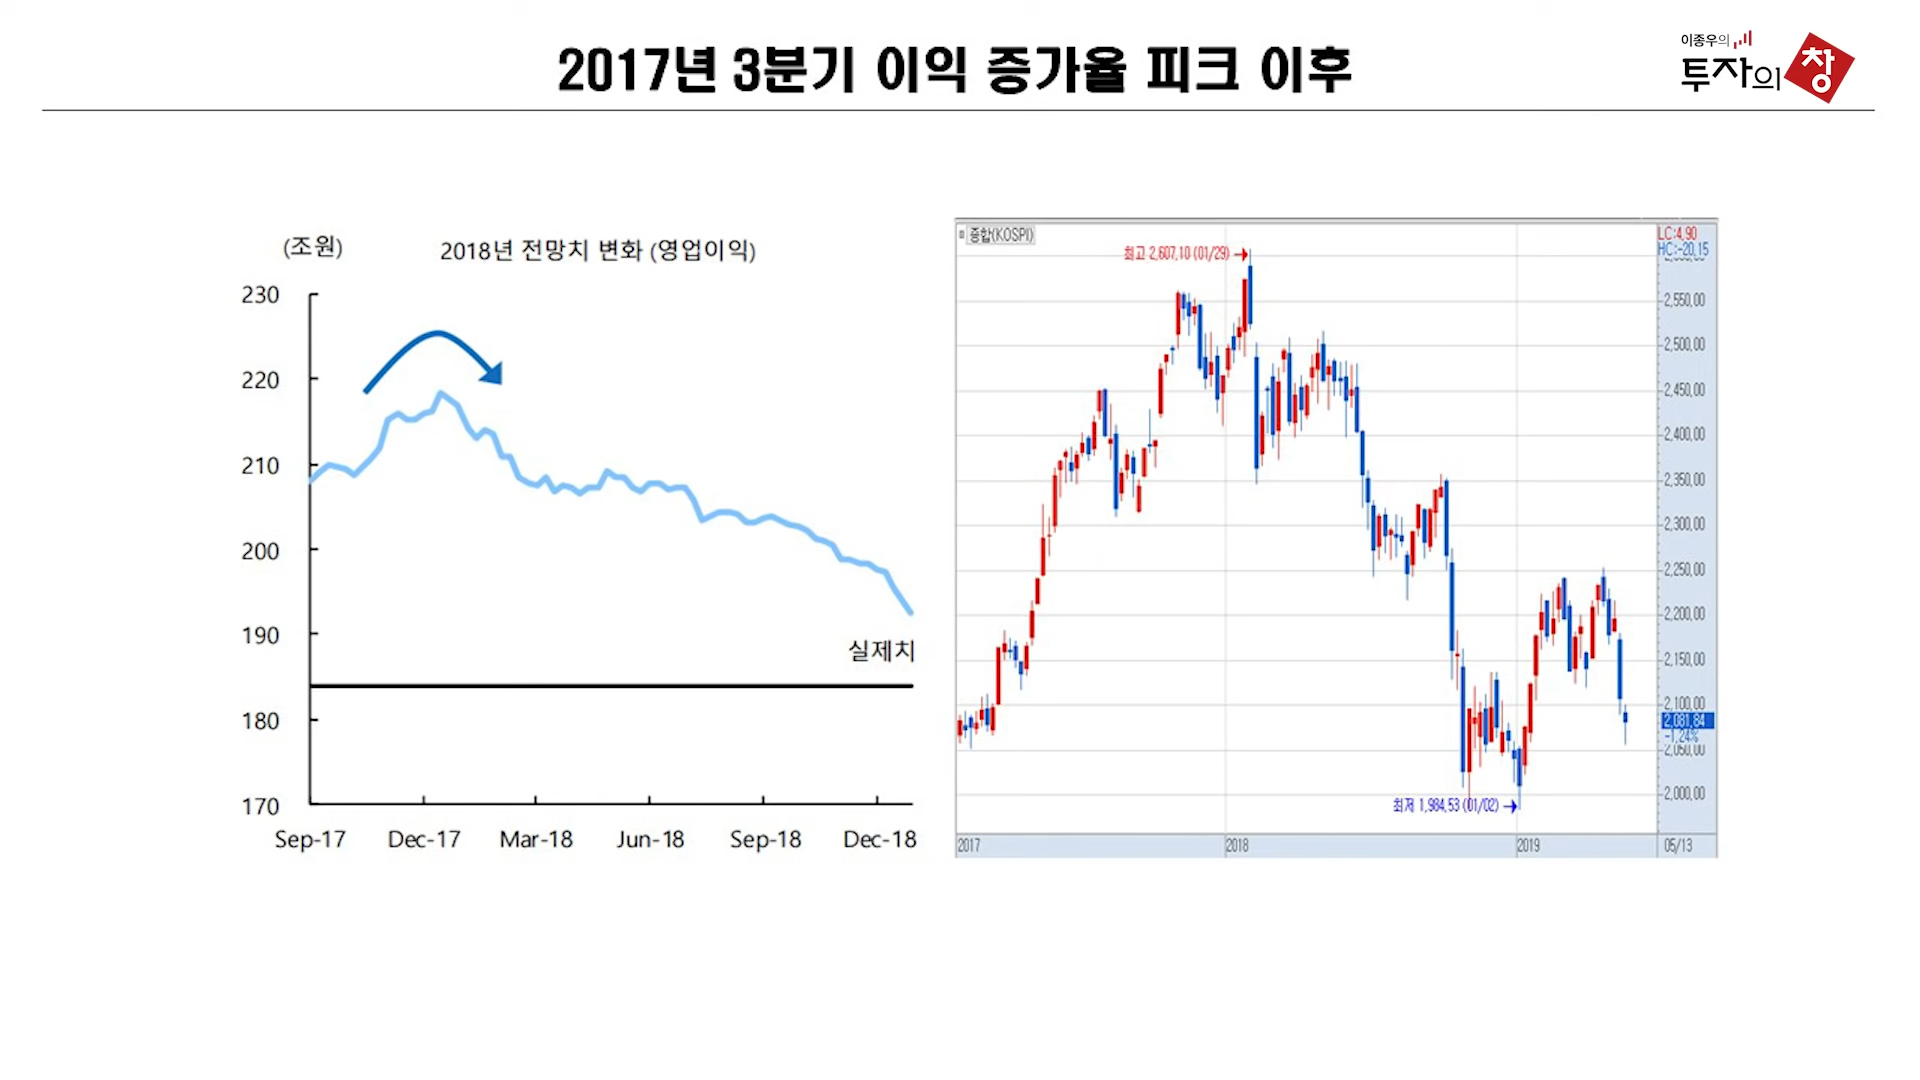 2017년 3분기 이익 증가율 피크 이후
이종우의
투자의 창
(조원)
2018년 전망치 변화 (영업이익)
230
220
210
200
190
180
170
실제치
Sep-17 Dec-17 Mar-18 Jun-18 Sep-18 Dec-18
종합(KOSPI)
최고 2,607.10 (01/29)
LC:4.90
HC:-20.15
2,550.00
2,500.00
2,450.00
2,400.00
2,350.00
2,300.00
2,250.00
2,200.00
2,150.00
2,100.00
2,081.84
-1.24%
2,050.00
2,000.00
최저 1,984.53 (01/02)
2017 2018 2019 05/13